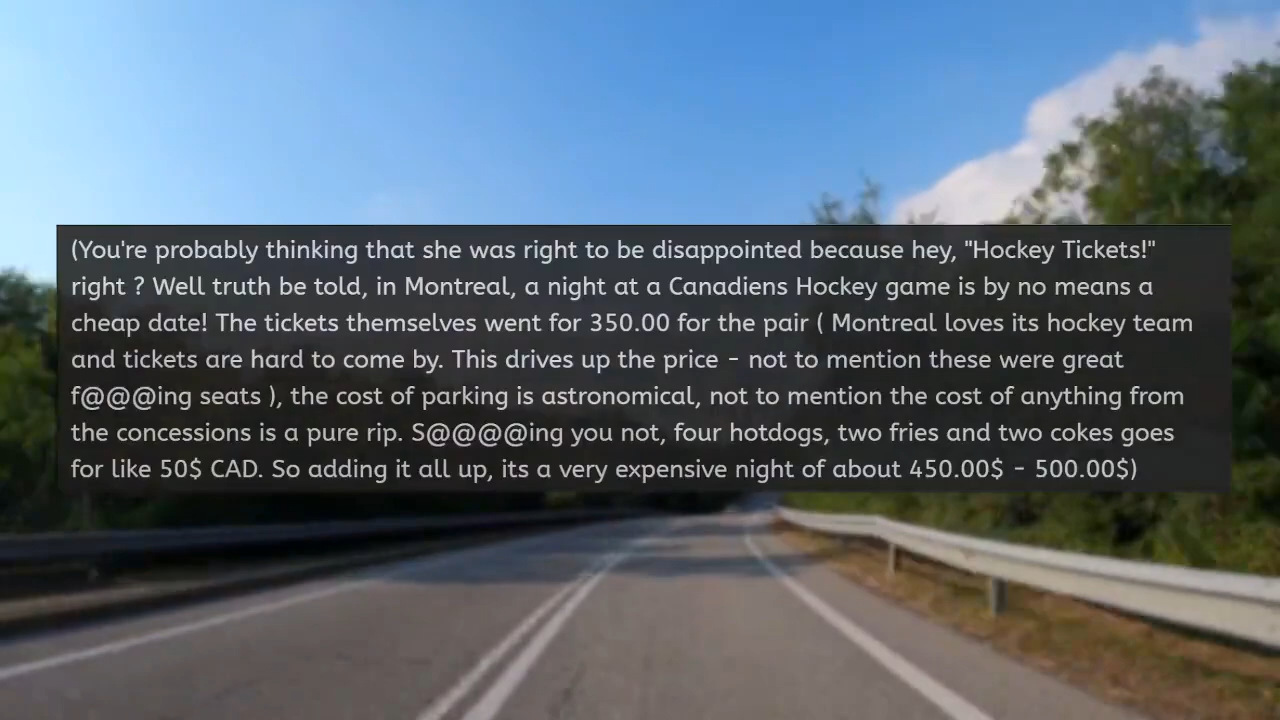 (You're probably thinking that she was right to be disappointed because hey, "Hockey Tickets!"
right ? Well truth be told, in Montreal, a night at a Canadiens Hockey game is by no means a
cheap date! The tickets themselves went for 350.00 for the pair ( Montreal loves its hockey team
and tickets are hard to come by. This drives up the price - not to mention these were great
f@@@ing seats ), the cost of parking is astronomical, not to mention the cost of anything from
the concessions is a pure rip. S@@@@ing you not, four hotdogs, two fries and two cokes goes
for like 50$ CAD. So adding it all up, its a very expensive night of about 450.00$ - 500.00$)